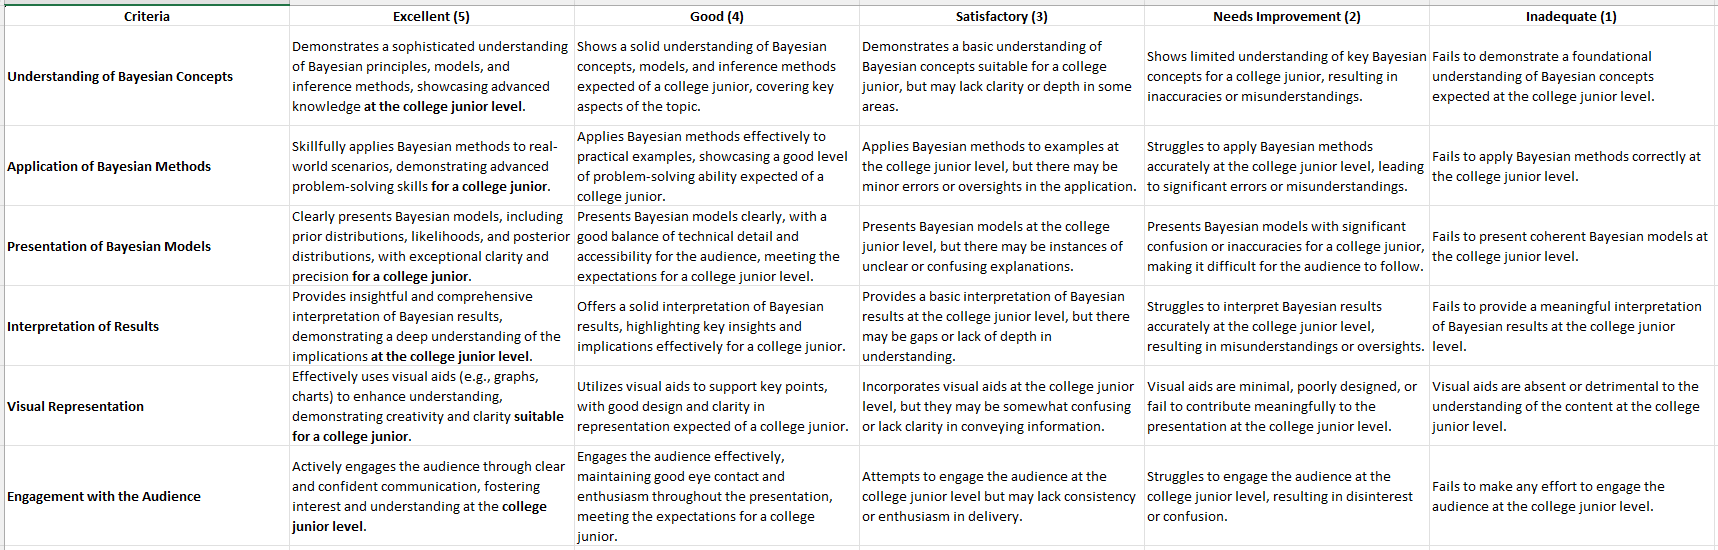 Criteria
Excellent (5)
Good (4)
Satisfactory (3)
Needs Improvement (2)
Inadequate (1)
Understanding of Bayesian Concepts
Demonstrates a sophisticated understanding
of Bayesian principles, models, and
inference methods, showcasing advanced
knowledge at the college junior level.
Shows a solid understanding of Bayesian
concepts, models, and inference methods
expected of a college junior, covering key
aspects of the topic.
Demonstrates a basic understanding of
Bayesian concepts suitable for a college
junior, but may lack clarity or depth in some
areas.
Shows limited understanding of key Bayesian
concepts for a college junior, resulting in
inaccuracies or misunderstandings.
Fails to demonstrate a foundational
understanding of Bayesian concepts
expected at the college junior level.
Application of Bayesian Methods
Skillfully applies Bayesian methods to real-
world scenarios, demonstrating advanced
problem-solving skills for a college junior.
Applies Bayesian methods effectively to
practical examples, showcasing a good level
of problem-solving ability expected of a
college junior.
Applies Bayesian methods to examples at
the college junior level, but there may be
minor errors or oversights in the application.
Struggles to apply Bayesian methods
accurately at the college junior level, leading
to significant errors or misunderstandings.
Fails to apply Bayesian methods correctly at
the college junior level.
Presentation of Bayesian Models
Clearly presents Bayesian models, including
prior distributions, likelihoods, and posterior
distributions, with exceptional clarity and
precision for a college junior.
Presents Bayesian models clearly, with a
good balance of technical detail and
accessibility for the audience, meeting the
expectations for a college junior level.
Presents Bayesian models at the college
junior level, but there may be instances of
unclear or confusing explanations.
Presents Bayesian models with significant
confusion or inaccuracies for a college junior,
making it difficult for the audience to follow.
Fails to present coherent Bayesian models at
the college junior level.
Interpretation of Results
Provides insightful and comprehensive
interpretation of Bayesian results,
demonstrating a deep understanding of the
implications at the college junior level.
Offers a solid interpretation of Bayesian
results, highlighting key insights and
implications effectively for a college junior.
Provides a basic interpretation of Bayesian
results at the college junior level, but there
may be gaps or lack of depth in
understanding.
Struggles to interpret Bayesian results
accurately at the college junior level,
resulting in misunderstandings or oversights.
Fails to provide a meaningful interpretation
of Bayesian results at the college junior
level.
Visual Representation
Effectively uses visual aids (e.g., graphs,
charts) to enhance understanding,
demonstrating creativity and clarity suitable
for a college junior.
Utilizes visual aids to support key points,
with good design and clarity in
representation expected of a college junior.
Incorporates visual aids at the college junior
level, but they may be somewhat confusing
or lack clarity in conveying information.
Visual aids are minimal, poorly designed, or
fail to contribute meaningfully to the
presentation at the college junior level.
Visual aids are absent or detrimental to the
understanding of the content at the college
junior level.
Engagement with the Audience
Actively engages the audience through clear
and confident communication, fostering
interest and understanding at the college
junior level.
Engages the audience effectively,
maintaining good eye contact and
enthusiasm throughout the presentation,
meeting the expectations for a college
junior.
Attempts to engage the audience at the
college junior level but may lack consistency
or enthusiasm in delivery.
Struggles to engage the audience at the
college junior level, resulting in disinterest
or confusion.
Fails to make any effort to engage the
audience at the college junior level.